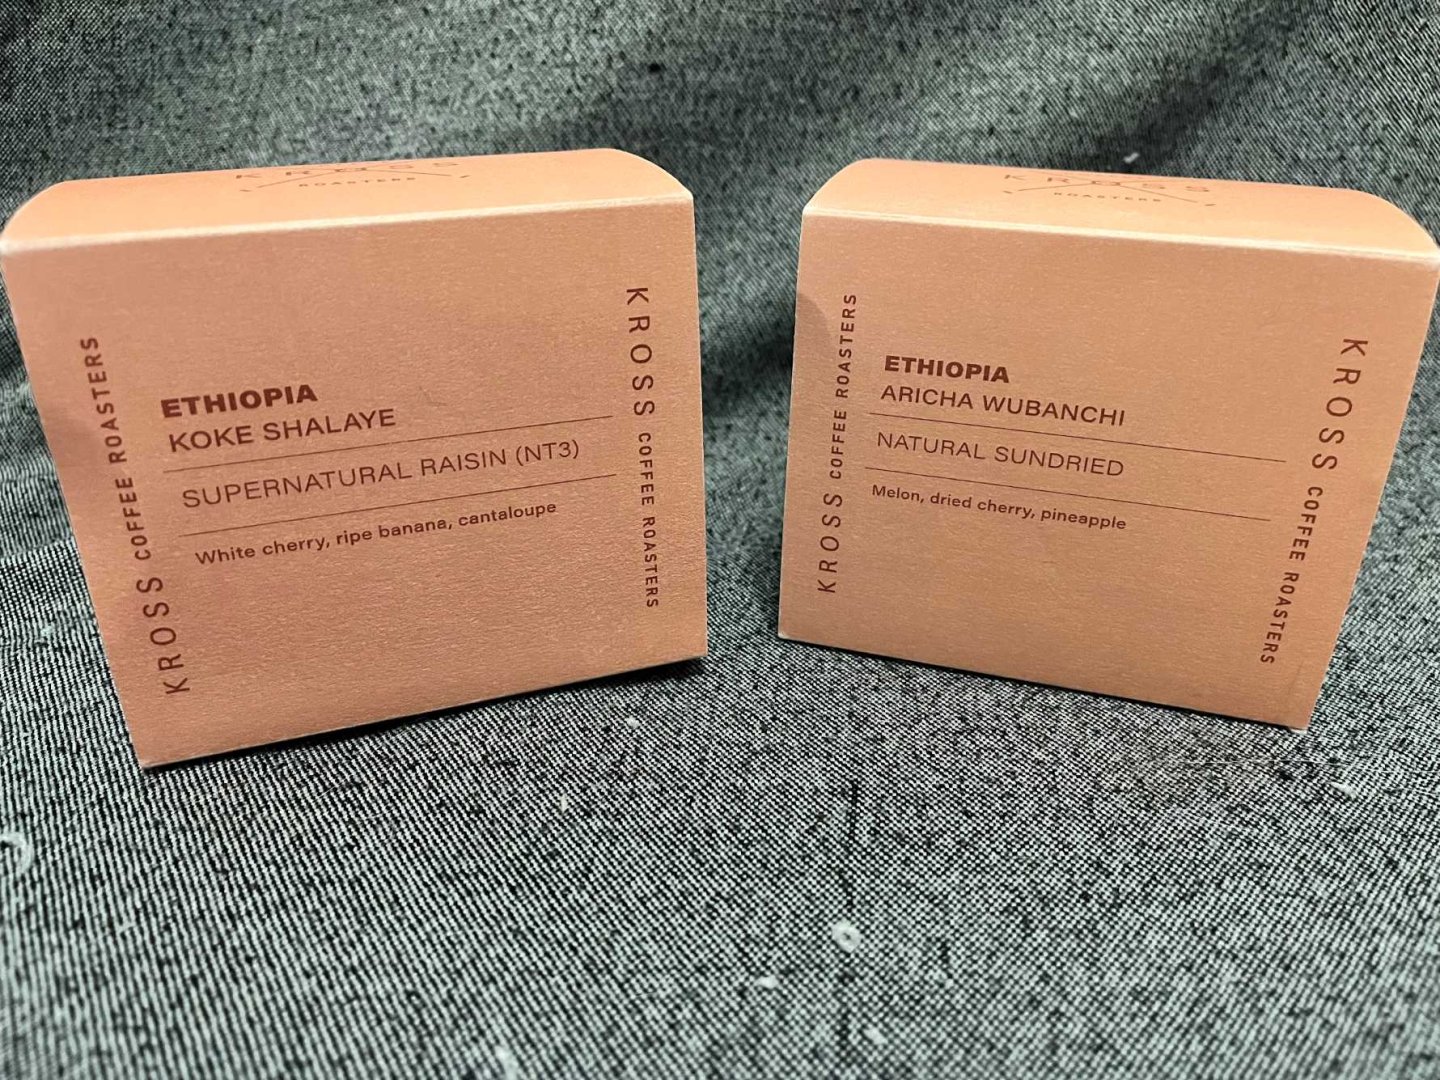 KROSS
ROASTERS
KROSS COFFEE ROASTERS
ETHIOPIA
KOKE SHALAYE
SUPERNATURAL RAISIN (NT3)
White cherry, ripe banana, cantaloupe
KROSS COFFEE ROASTERS
KROSS
ROASTERS
KROSS COFFEE ROASTERS
ETHIOPIA
ARICHA WUBANCHI
NATURAL SUNDRIED
Melon, dried cherry, pineapple
KROSS COFFEE ROASTERS